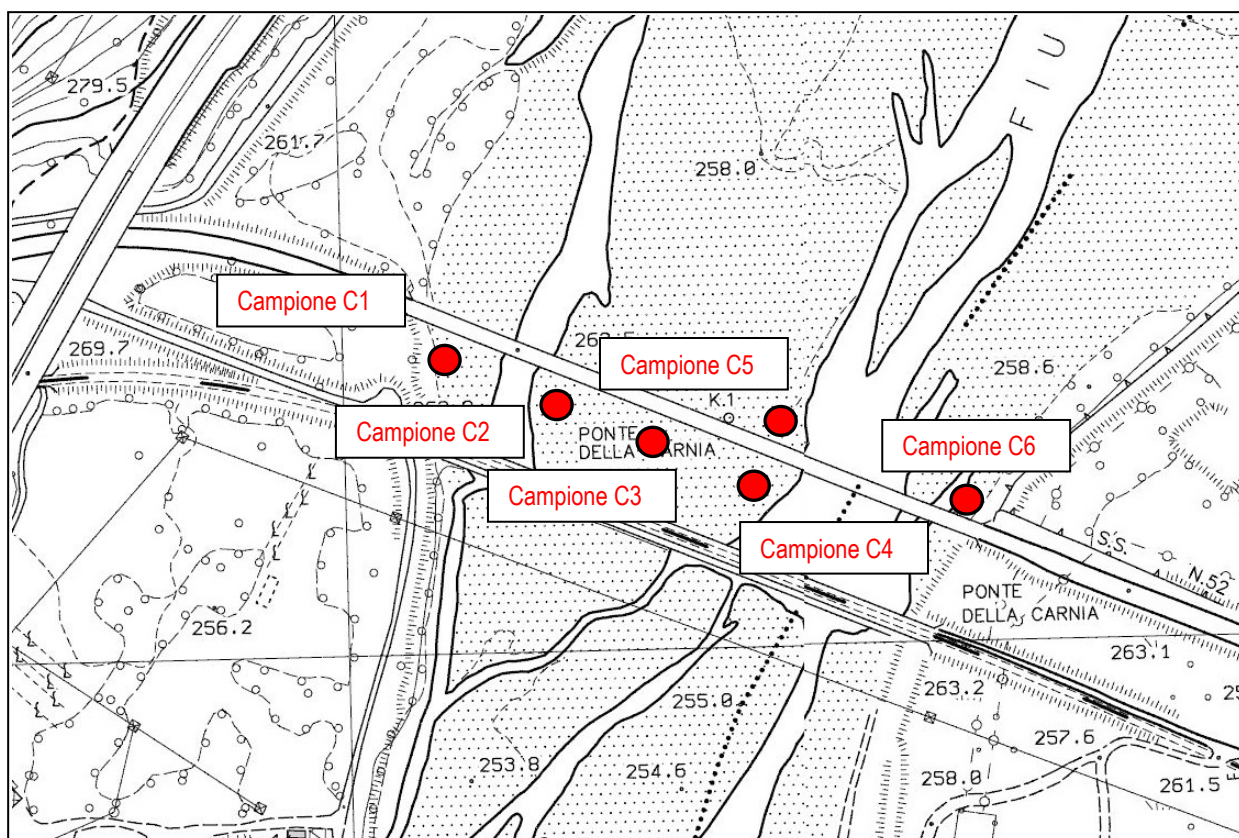 279.5
261.7
258.0
FIU
Campione C1
269.7
Campione C5
258.6
K.1
Campione C2
PONTE
DELLA CARNIA
Campione C6
Campione C3
Campione C4
S.S. N.52
PONTE
DELLA CARNIA
256.2
263.1
263.2
255.0
257.6
253.8
254.6
258.0
261.5